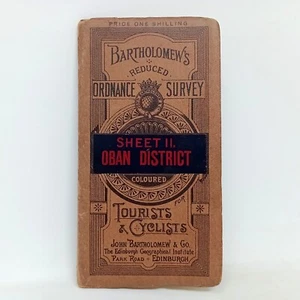 PRICE ONE SHILLING
BARTHOLOMEW'S
REDUCED
ORDNANCE SURVEY
SHEET 11.
OBAN DISTRICT
COLOURED
FOR
TOURISTS
& CYCLISTS
JOHN BARTHOLOMEW & Co.
The Edinburgh Geographical Institute
PARK ROAD EDINBURGH